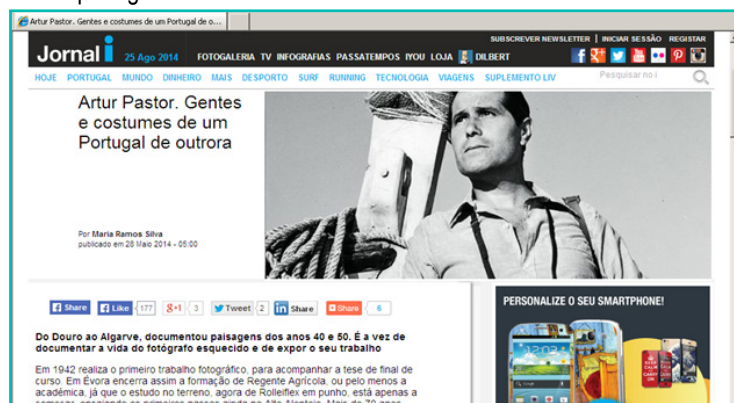 Artur Pastor. Gentes e costumes de um Portugal de o...
SUBSCREVER NEWSLETTER | INICIAR SESSÃO REGISTAR
Jornal i 25 Ago 2014 FOTOGALERIA TV INFOGRAFIAS PASSATEMPOS IYOU LOJA DILBERT
HOJE PORTUGAL MUNDO DINHEIRO MAIS DESPORTO SURF RUNNING TECNOLOGIA VIAGENS SUPLEMENTO LIV Pesquisar no i
Artur Pastor. Gentes
e costumes de um
Portugal de outrora
Por Maria Ramos Silva
publicado em 28 Maio 2014 - 05:00
Share Like 177 +1 3 Tweet 2 Share Share 6
PERSONALIZE O SEU SMARTPHONE!
Do Douro ao Algarve, documentou paisagens dos anos 40 e 50. É a vez de
documentar a vida do fotógrafo esquecido e de expor o seu trabalho
Em 1942 realiza o primeiro trabalho fotográfico, para acompanhar a tese de final de
curso. Em Évora encerra assim a formação de Regente Agrícola, ou pelo menos a
académica, já que o estudo no terreno, agora de Rolleiflex em punho, está apenas a